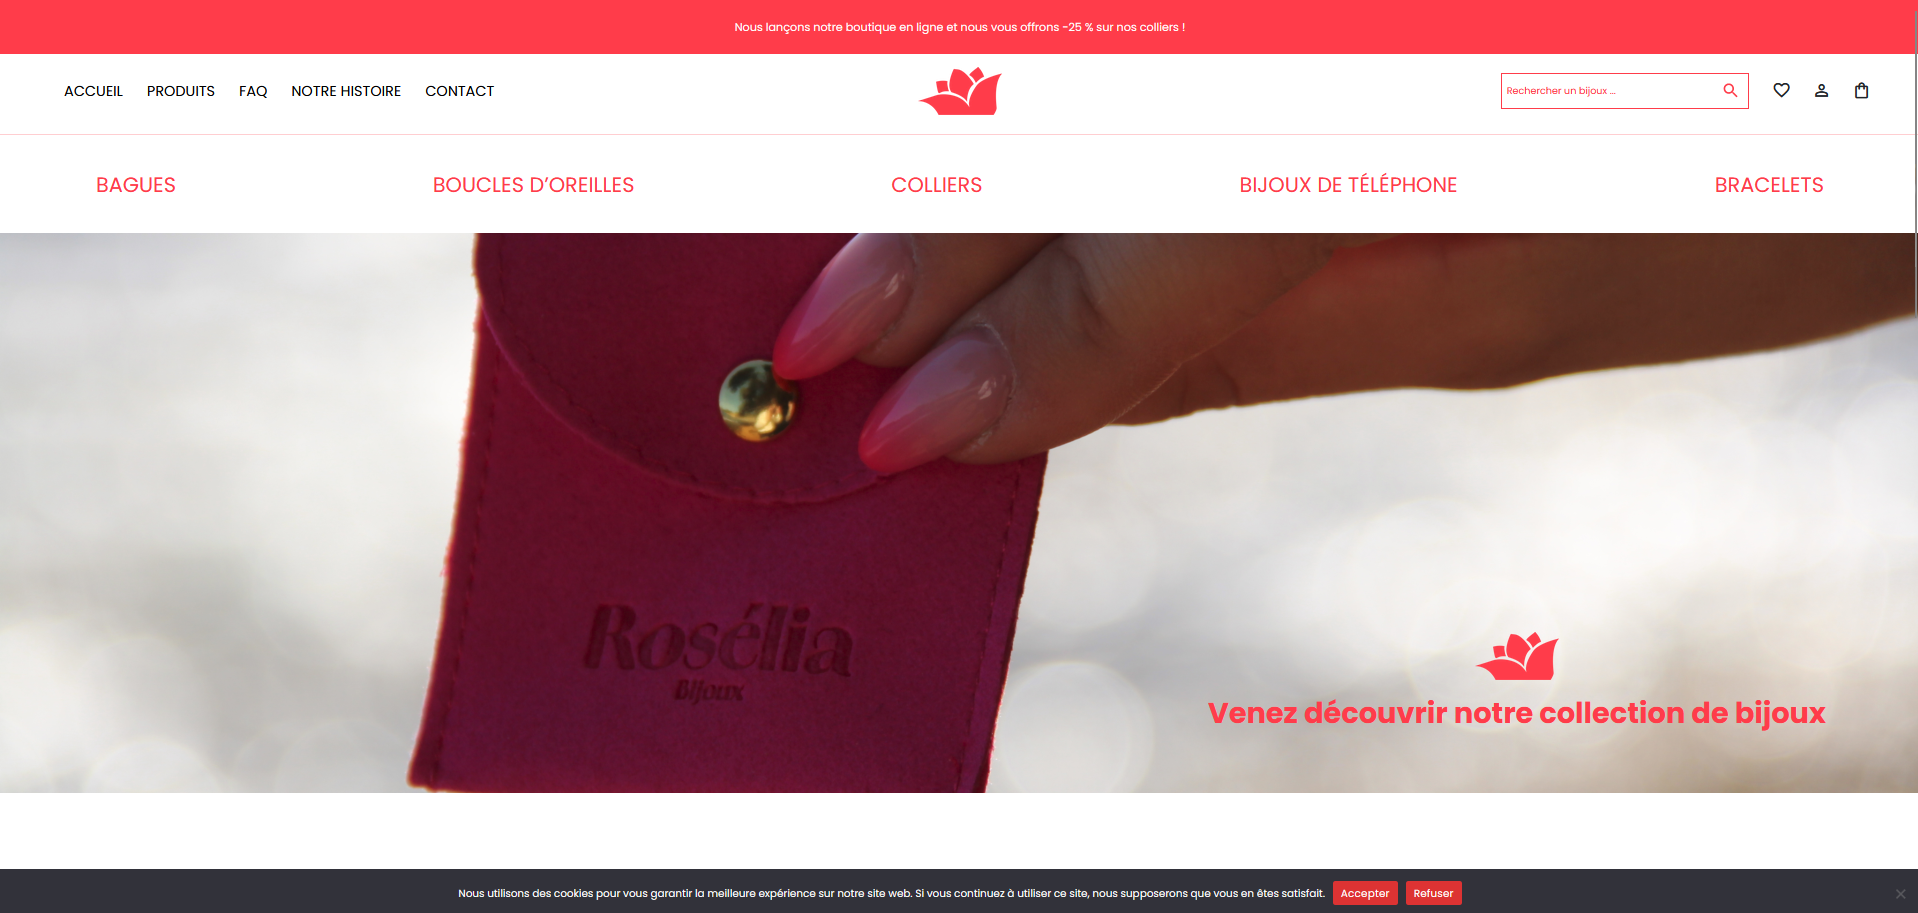 Nous lançons notre boutique en ligne et nous vous offrons -25 % sur nos colliers !
ACCUEIL PRODUITS FAQ NOTRE HISTOIRE CONTACT
Rechercher un bijoux ...
BAGUES BOUCLES D’OREILLES COLLIERS BIJOUX DE TÉLÉPHONE BRACELETS
Rosélia
Bijoux
Venez découvrir notre collection de bijoux
Nous utilisons des cookies pour vous garantir la meilleure expérience sur notre site web. Si vous continuez à utiliser ce site, nous supposerons que vous en êtes satisfait. Accepter Refuser